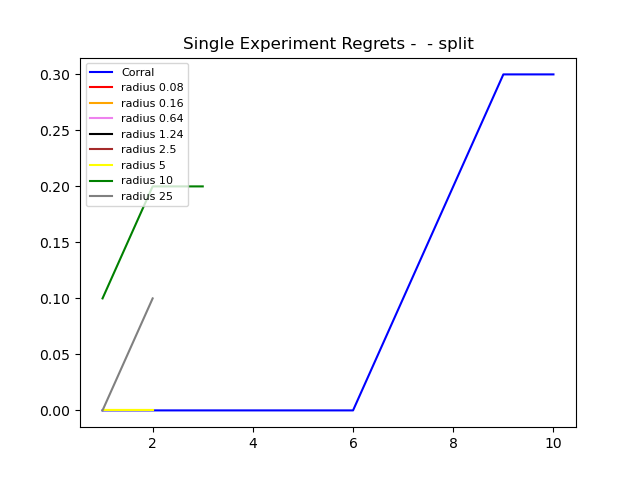 Single Experiment Regrets -  - split
0.30
0.25
0.20
0.15
0.10
0.05
0.00
Corral
radius 0.08
radius 0.16
radius 0.64
radius 1.24
radius 2.5
radius 5
radius 10
radius 25
2 4 6 8 10